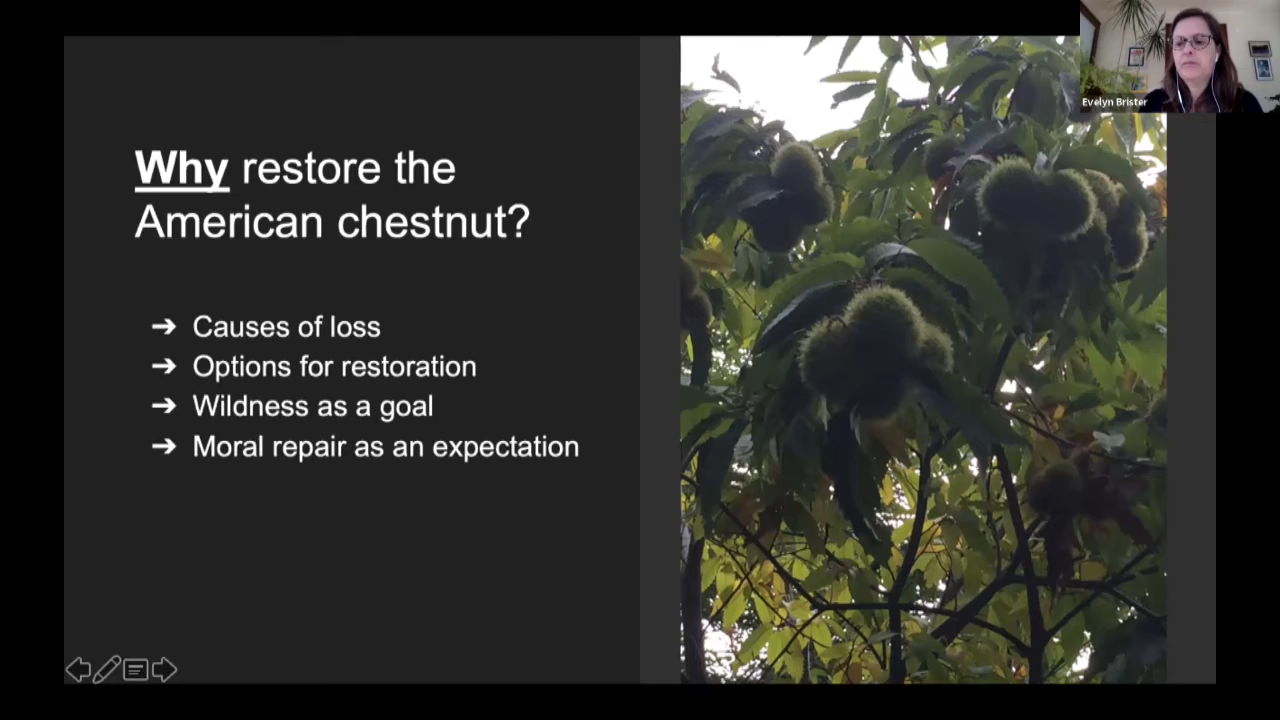 Evelyn Brister
Why restore the
American chestnut?
➔ Causes of loss
➔ Options for restoration
➔ Wildness as a goal
➔ Moral repair as an expectation